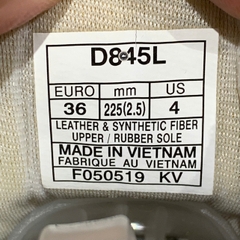 D845L
EURO mm US
36 225(2.5) 4
LEATHER & SYNTHETIC FIBER
UPPER / RUBBER SOLE
MADE IN VIETNAM
FABRIQUE AU VIETNAM
F050519 KV